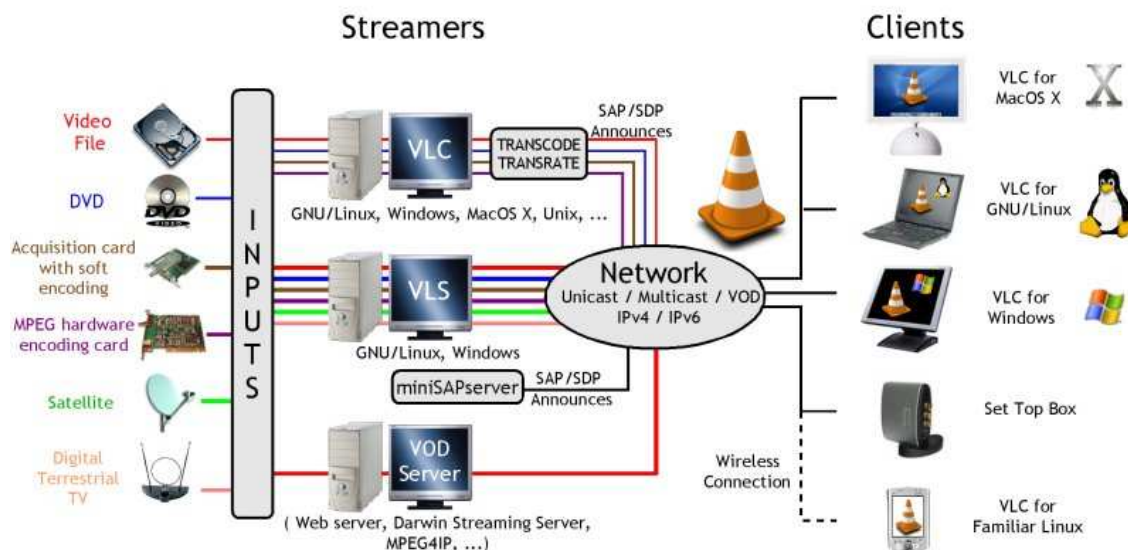 Streamers
Clients
Video
File
DVD
DVD
VIDEO
Acquisition card
with soft
encoding
MPEG hardware
encoding card
Satellite
Digital
Terrestrial
TV
INPUTS
VLC
TRANSCODE
TRANSRATE
SAP/SDP
Announces
GNU/Linux, Windows, MacOS X, Unix, ...
VLS
GNU/Linux, Windows
Network
Unicast / Multicast / VOD
IPv4 / IPv6
miniSAPserver
SAP/SDP
Announces
VOD
Server
( Web server, Darwin Streaming Server,
MPEG4IP, ...)
Wireless
Connection
VLC for
MacOS X
X
VLC for
GNU/Linux
VLC for
Windows
Set Top Box
VLC for
Familiar Linux